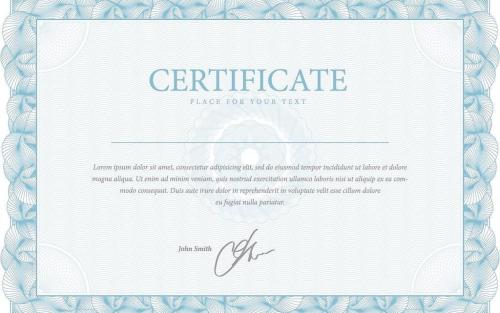 CERTIFICATE
PLACE FOR YOUR TEXT
Lorem ipsum dolor sit amet, consectetur adipisicing elit, sed do eiusmod tempor incididunt ut labore et dolore
magna aliqua. Ut enim ad minim veniam, quis nostrud exercitation ullamco laboris nisi ut aliquip ex ea com-
modo consequat. Duis aute irure dolor in reprehenderit in voluptate velit esse cillum dolore
eu fugiat nulla pariatur.
John Smith